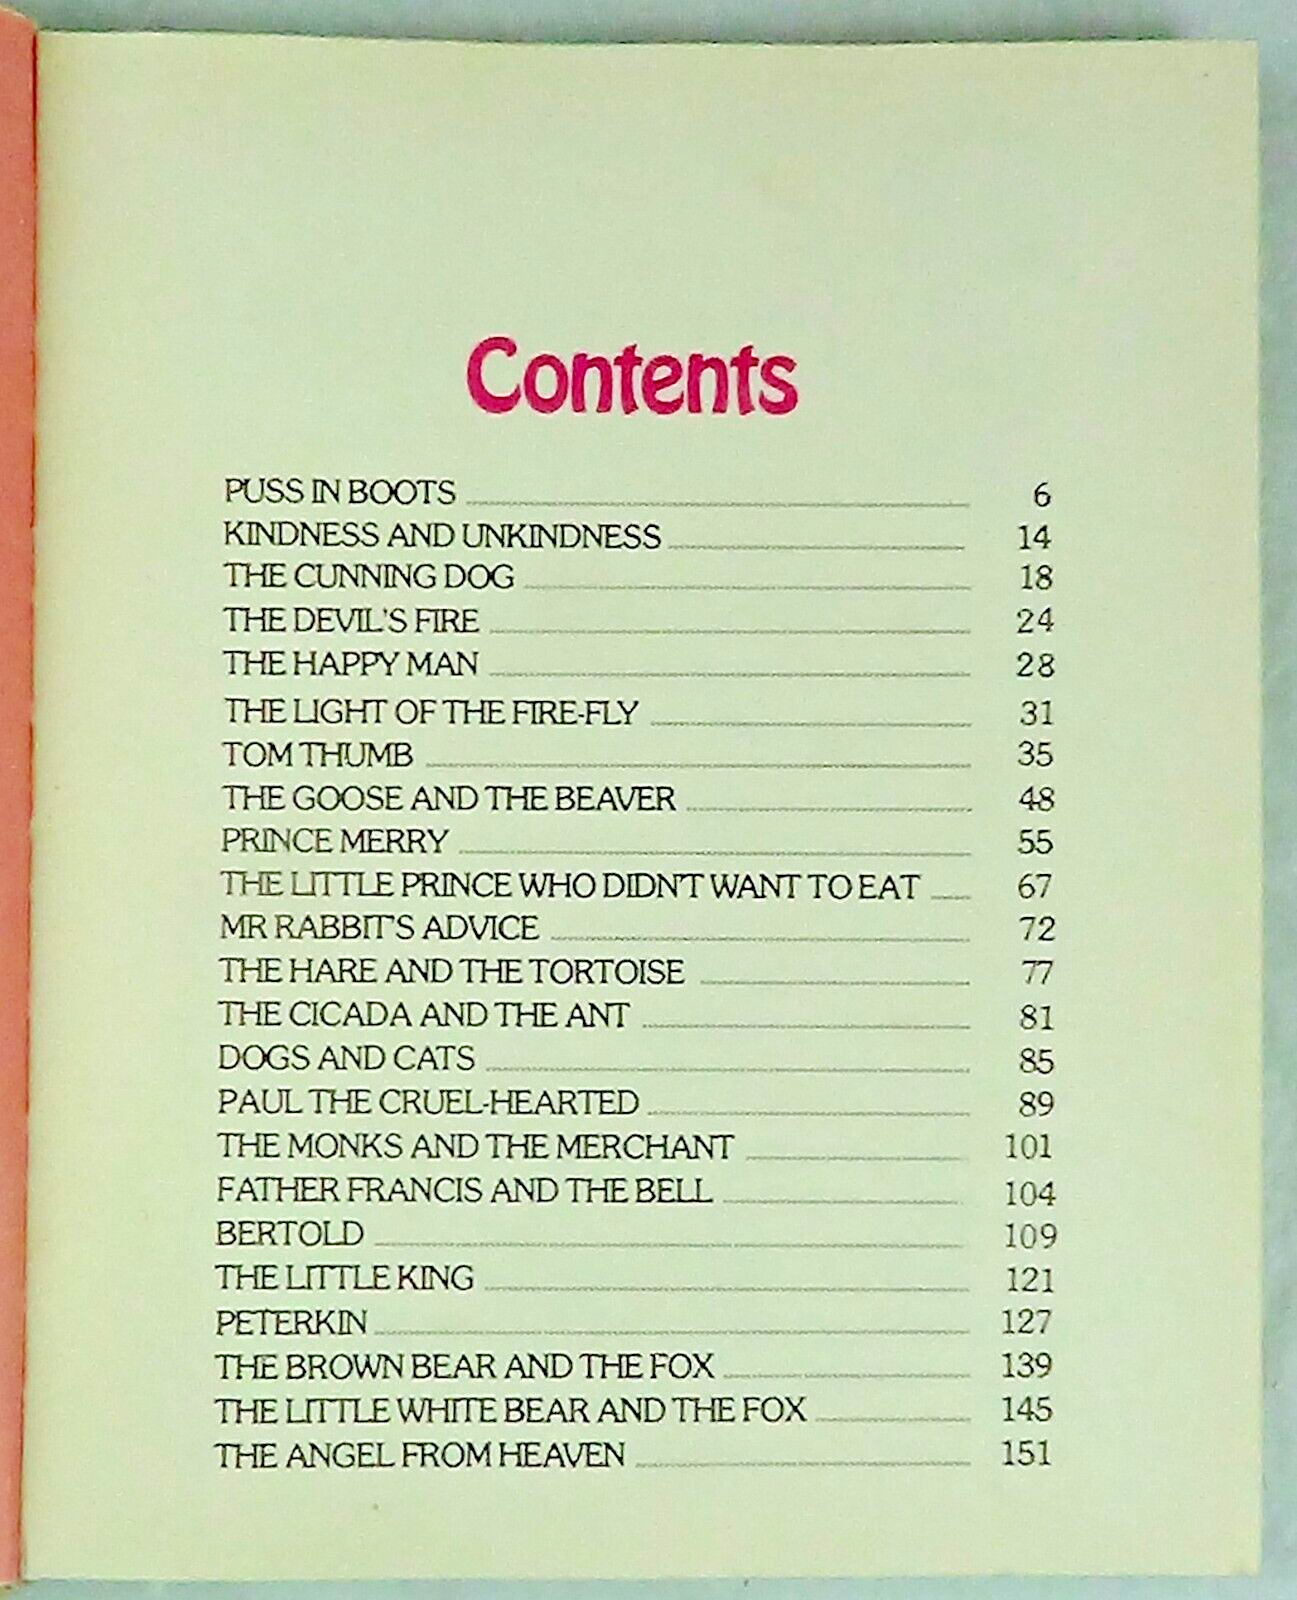 Contents
PUSS IN BOOTS 6
KINDNESS AND UNKINDNESS 14
THE CUNNING DOG 18
THE DEVIL'S FIRE 24
THE HAPPY MAN 28
THE LIGHT OF THE FIRE-FLY 31
TOM THUMB 35
THE GOOSE AND THE BEAVER 48
PRINCE MERRY 55
THE LITTLE PRINCE WHO DIDN'T WANT TO EAT 67
MR RABBIT'S ADVICE 72
THE HARE AND THE TORTOISE 77
THE CICADA AND THE ANT 81
DOGS AND CATS 85
PAUL THE CRUEL-HEARTED 89
THE MONKS AND THE MERCHANT 101
FATHER FRANCIS AND THE BELL 104
BERTOLD 109
THE LITTLE KING 121
PETERKIN 127
THE BROWN BEAR AND THE FOX 139
THE LITTLE WHITE BEAR AND THE FOX 145
THE ANGEL FROM HEAVEN 151